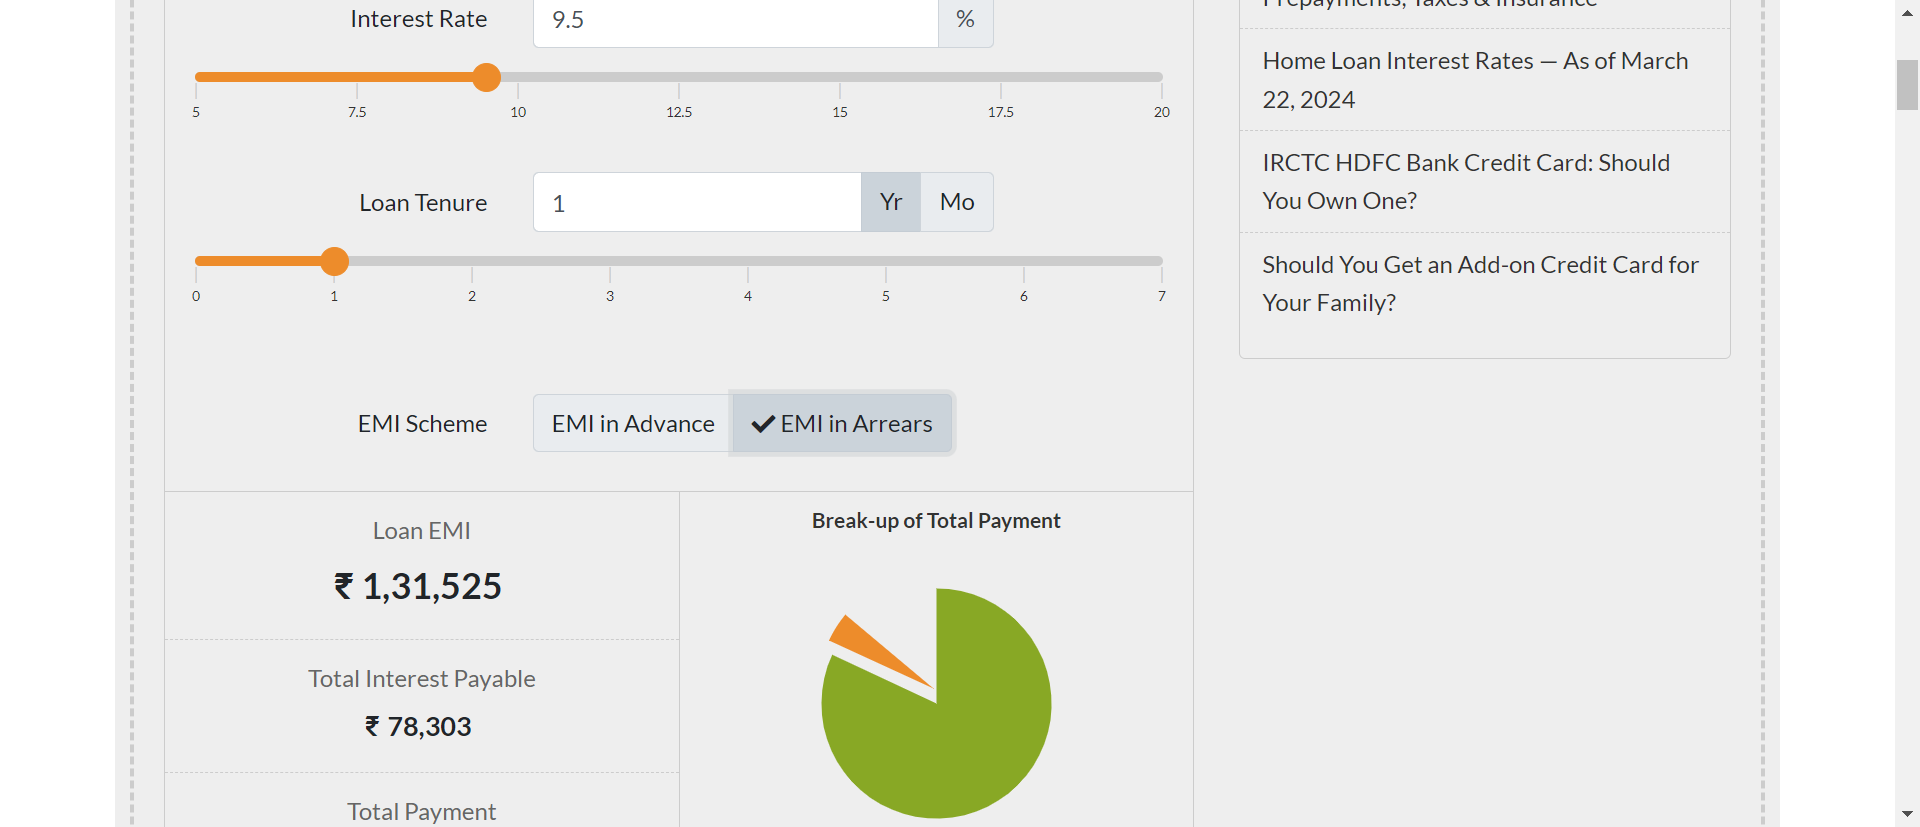 Interest Rate
9.5
%
5 7.5 10 12.5 15 17.5 20
Loan Tenure
1
Yr Mo
0 1 2 3 4 5 6 7
EMI Scheme
EMI in Advance
EMI in Arrears
Loan EMI
₹ 1,31,525
Total Interest Payable
₹ 78,303
Total Payment
Break-up of Total Payment
Prepayments, Taxes & Insurance
Home Loan Interest Rates — As of March
22, 2024
IRCTC HDFC Bank Credit Card: Should
You Own One?
Should You Get an Add-on Credit Card for
Your Family?